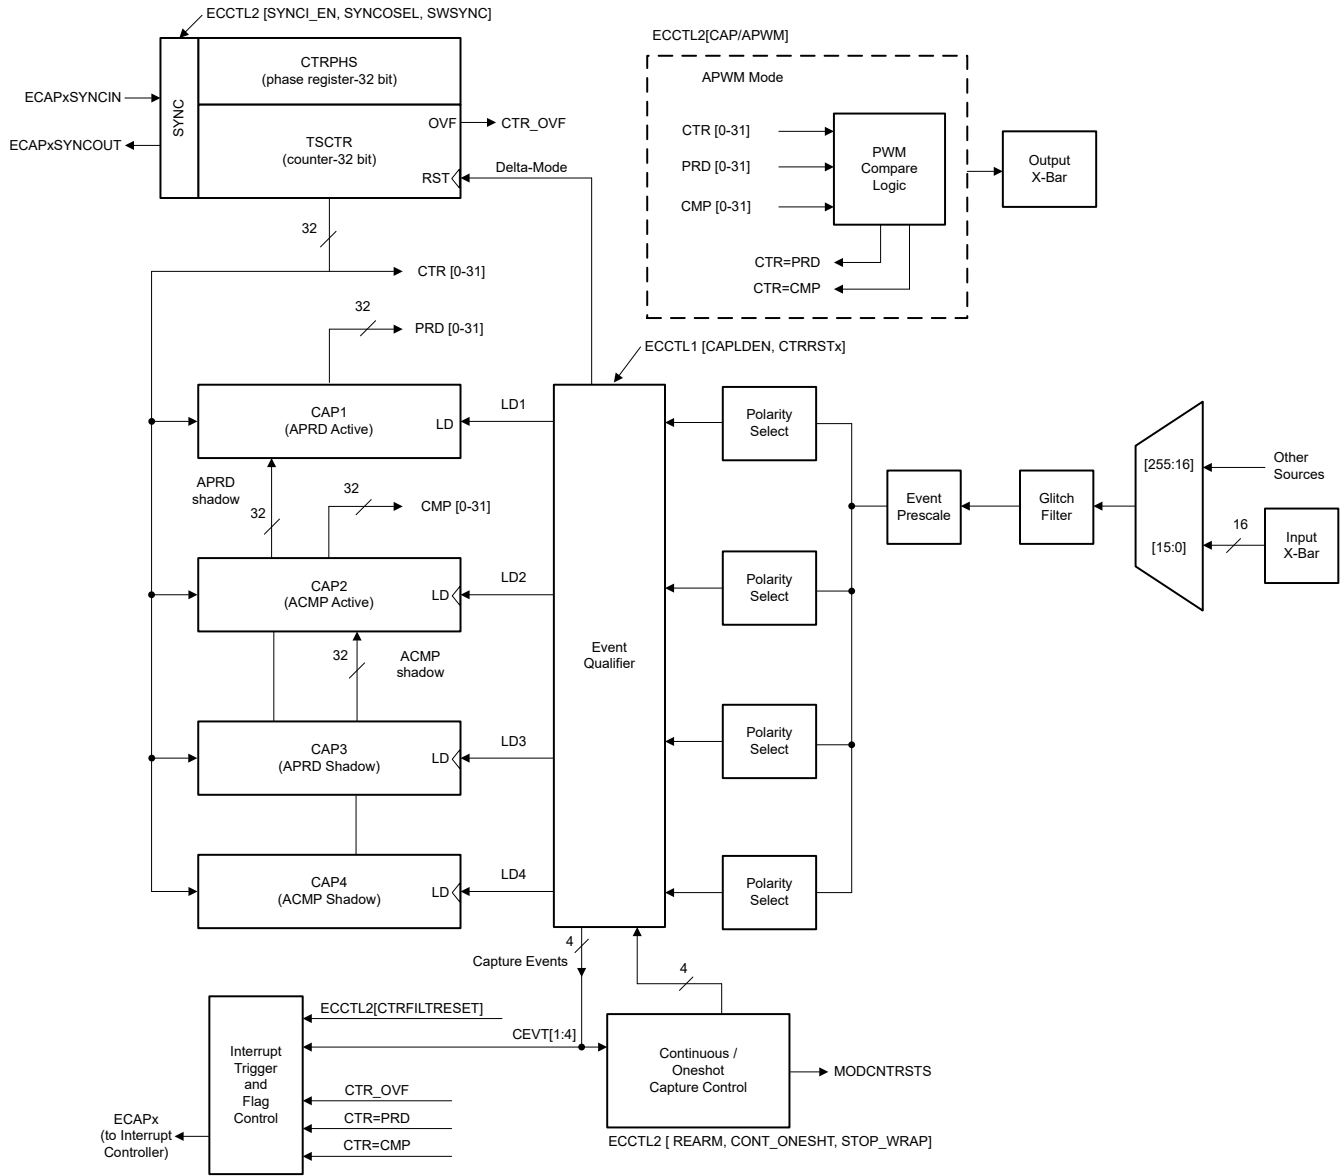 ECCTL2 [SYNCI_EN, SYNCOSEL, SWSYNC]
SYNC
CTRPHS
(phase register-32 bit)
ECAPxSYNCIN
ECAPxSYNCOUT
TSCTR
(counter-32 bit)
OVF
RST
CTR_OVF
Delta-Mode
32
CTR [0-31]
32
PRD [0-31]
ECCTL2[CAP/APWM]
APWM Mode
CTR [0-31]
PRD [0-31]
CMP [0-31]
PWM
Compare
Logic
CTR=PRD
CTR=CMP
Output
X-Bar
ECCTL1 [CAPLDEN, CTRRSTx]
CAP1
(APRD Active)
LD
LD1
APRD
shadow
32
32
CMP [0-31]
CAP2
(ACMP Active)
LD
LD2
32
ACMP
shadow
CAP3
(APRD Shadow)
LD
LD3
CAP4
(ACMP Shadow)
LD
LD4
Event
Qualifier
Polarity
Select
Polarity
Select
Polarity
Select
Polarity
Select
Event
Prescale
Glitch
Filter
[255:16]
[15:0]
Other
Sources
16
Input
X-Bar
4
Capture Events
4
ECCTL2[CTRFILTRESET]
CEVT[1:4]
Interrupt
Trigger
and
Flag
Control
CTR_OVF
CTR=PRD
CTR=CMP
ECAPx
(to Interrupt
Controller)
Continuous /
Oneshot
Capture Control
MODCNTRSTS
ECCTL2 [ REARM, CONT_ONESHT, STOP_WRAP]